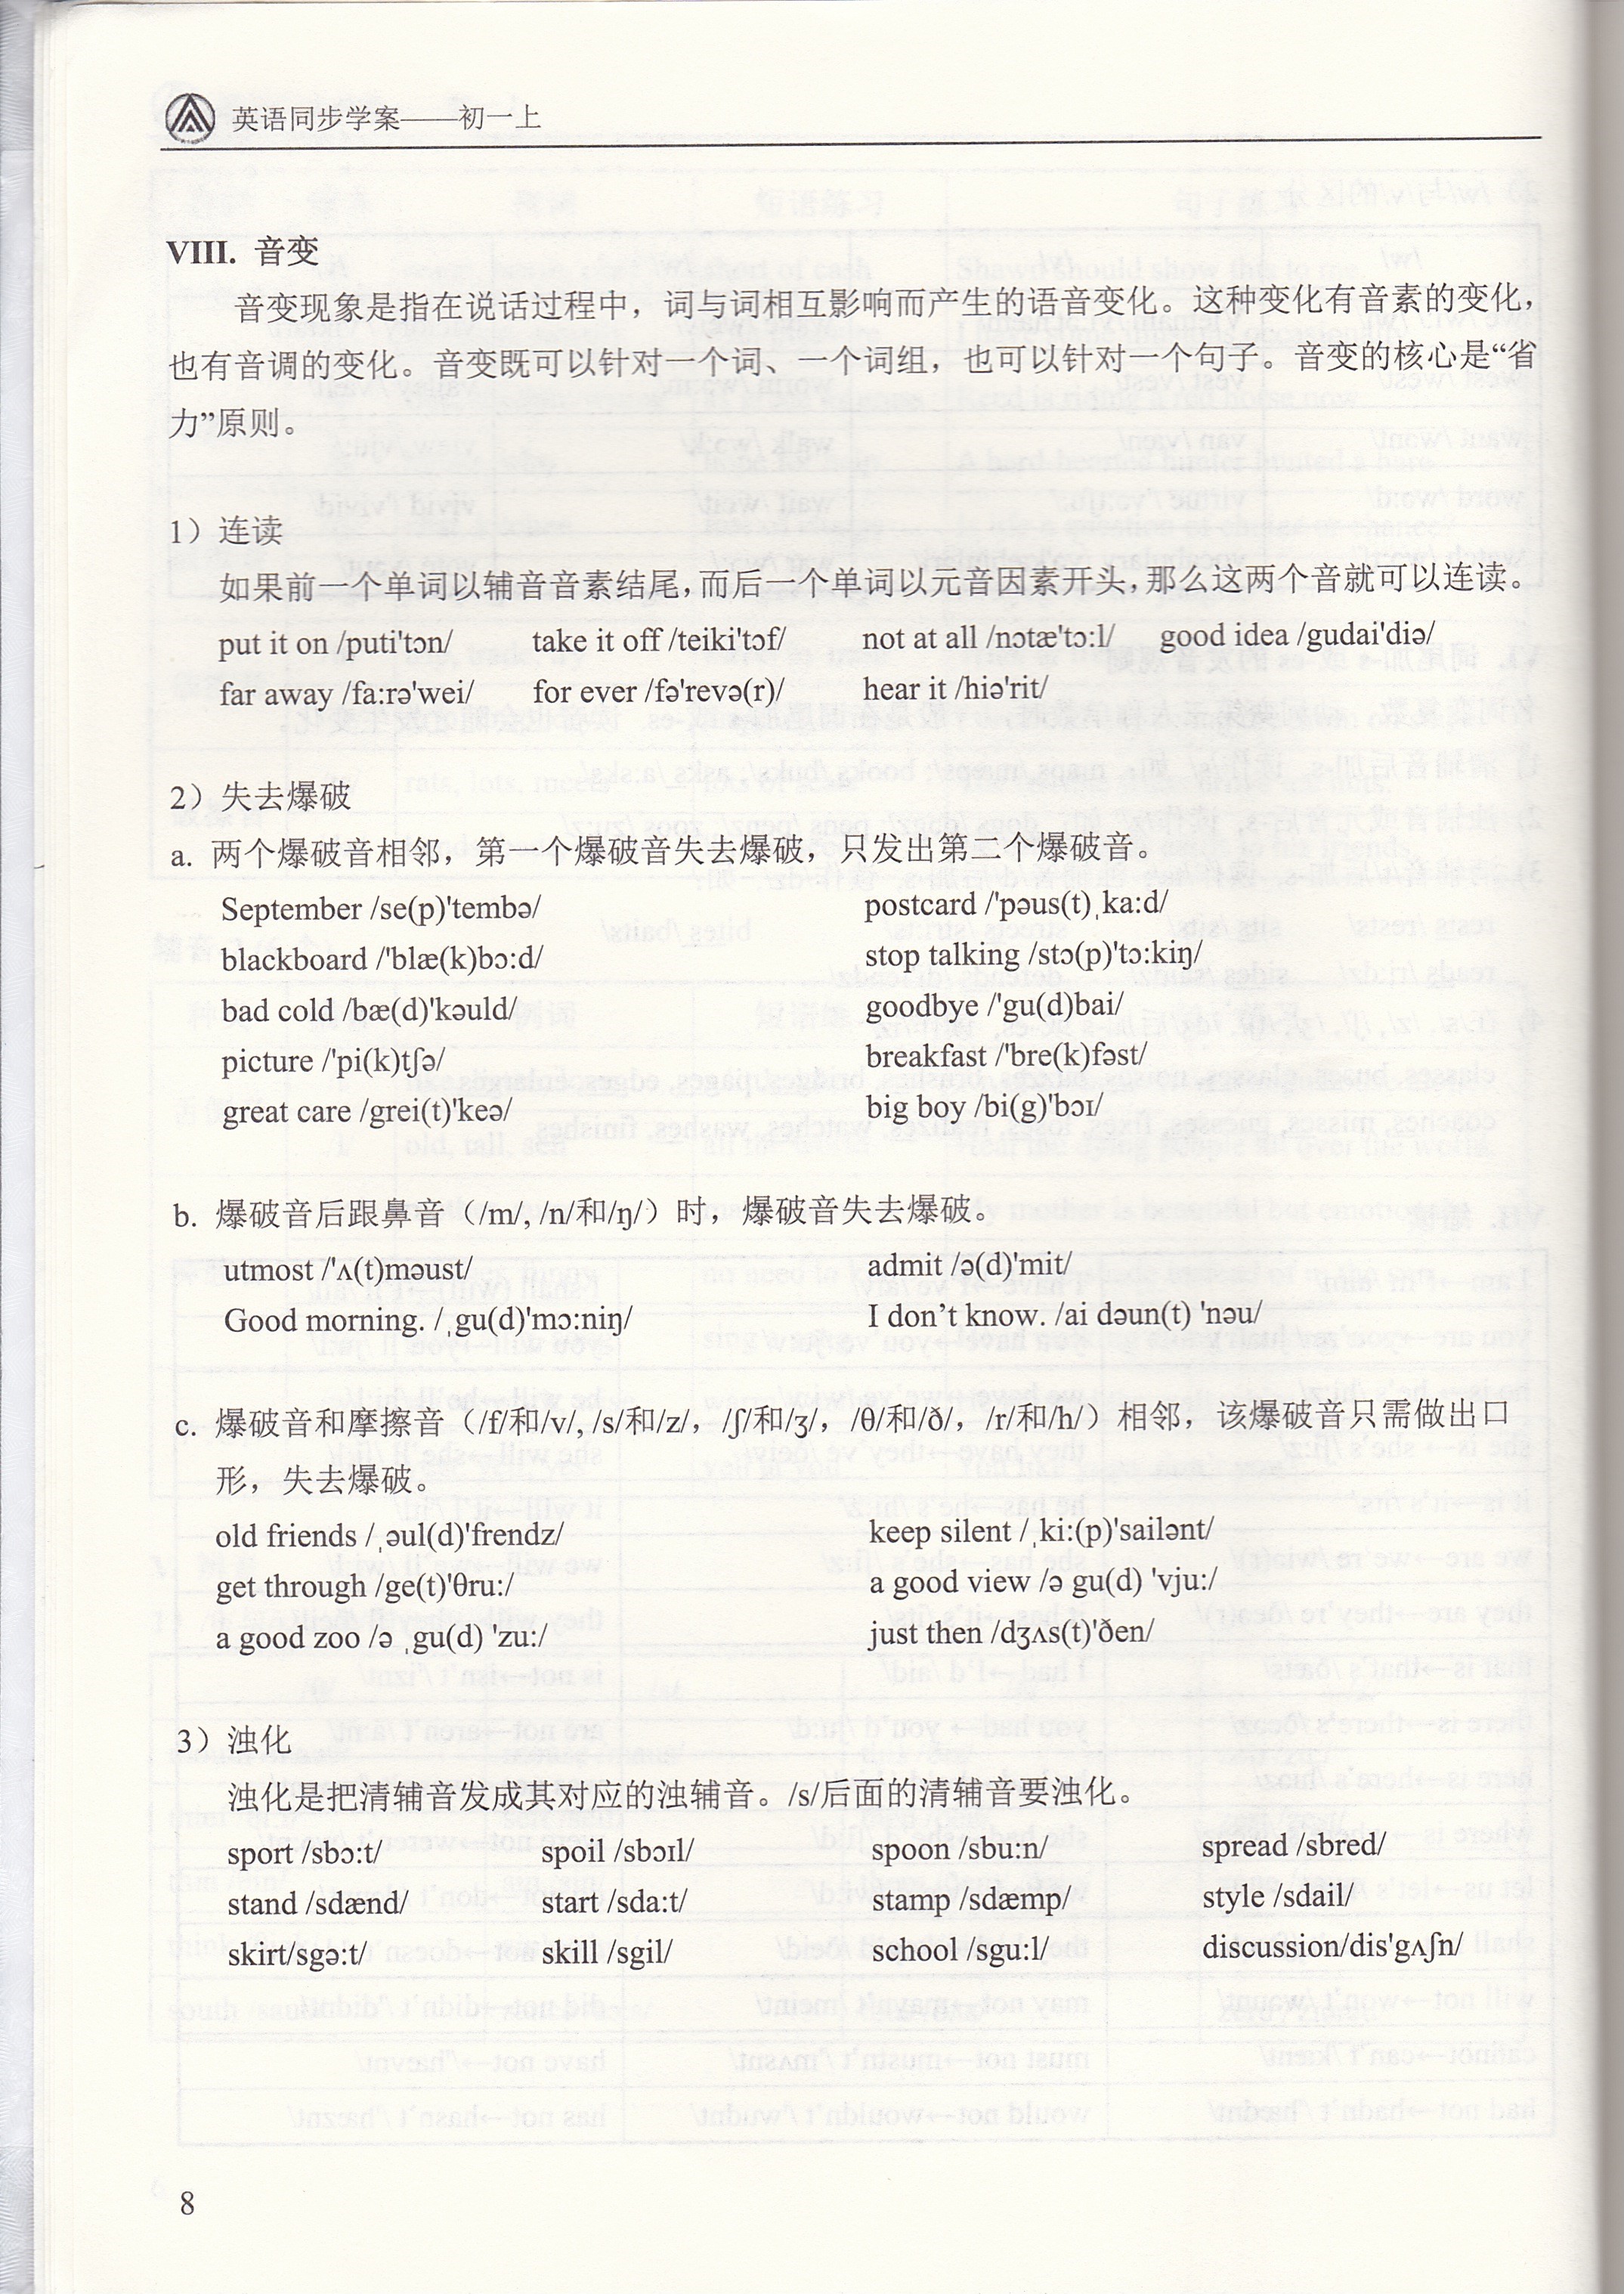 英语同步学案——初一上
VIII. 音变
音变现象是指在说话过程中，词与词相互影响而产生的语音变化。这种变化有音素的变化，
也有音调的变化。音变既可以针对一个词、一个词组，也可以针对一个句子。音变的核心是“省
力”原则。
1）连读
如果前一个单词以辅音音素结尾，而后一个单词以元音因素开头，那么这两个音就可以连读。
put it on /puti'tɔn/ take it off /teiki'tɔf/ not at all /nɔtæ'tɔ:l/ good idea /gudai'diə/
far away /fa:rə'wei/ for ever /fə'revə(r)/ hear it /hiə'rit/
2）失去爆破
a. 两个爆破音相邻，第一个爆破音失去爆破，只发出第二个爆破音。
September /se(p)'tembə/ postcard /'pəus(t)ˌka:d/
blackboard /'blæ(k)bɔ:d/ stop talking /stɔ(p)'tɔ:kiŋ/
bad cold /bæ(d)'kəuld/ goodbye /'gu(d)bai/
picture /'pi(k)tʃə/ breakfast /'bre(k)fəst/
great care /grei(t)'keə/ big boy /bi(g)'bɔɪ/
b. 爆破音后跟鼻音（/m/, /n/和/ŋ/）时，爆破音失去爆破。
utmost /'ʌ(t)məust/ admit /ə(d)'mit/
Good morning. /ˌgu(d)'mɔ:niŋ/ I don’t know. /ai dəun(t) 'nəu/
c. 爆破音和摩擦音（/f/和/v/, /s/和/z/，/ʃ/和/ʒ/，/θ/和/ð/，/r/和/h/）相邻，该爆破音只需做出口
形，失去爆破。
old friends /ˌəul(d)'frendz/ keep silent /ˌki:(p)'sailənt/
get through /ge(t)'θru:/ a good view /ə gu(d) 'vju:/
a good zoo /ə ˌgu(d) 'zu:/ just then /dʒʌs(t)'ðen/
3）浊化
浊化是把清辅音发成其对应的浊辅音。/s/后面的清辅音要浊化。
sport /sbɔ:t/ spoil /sbɔɪl/ spoon /sbu:n/ spread /sbred/
stand /sdænd/ start /sda:t/ stamp /sdæmp/ style /sdail/
skirt/sgə:t/ skill /sgil/ school /sgu:l/ discussion/dis'gʌʃn/
8